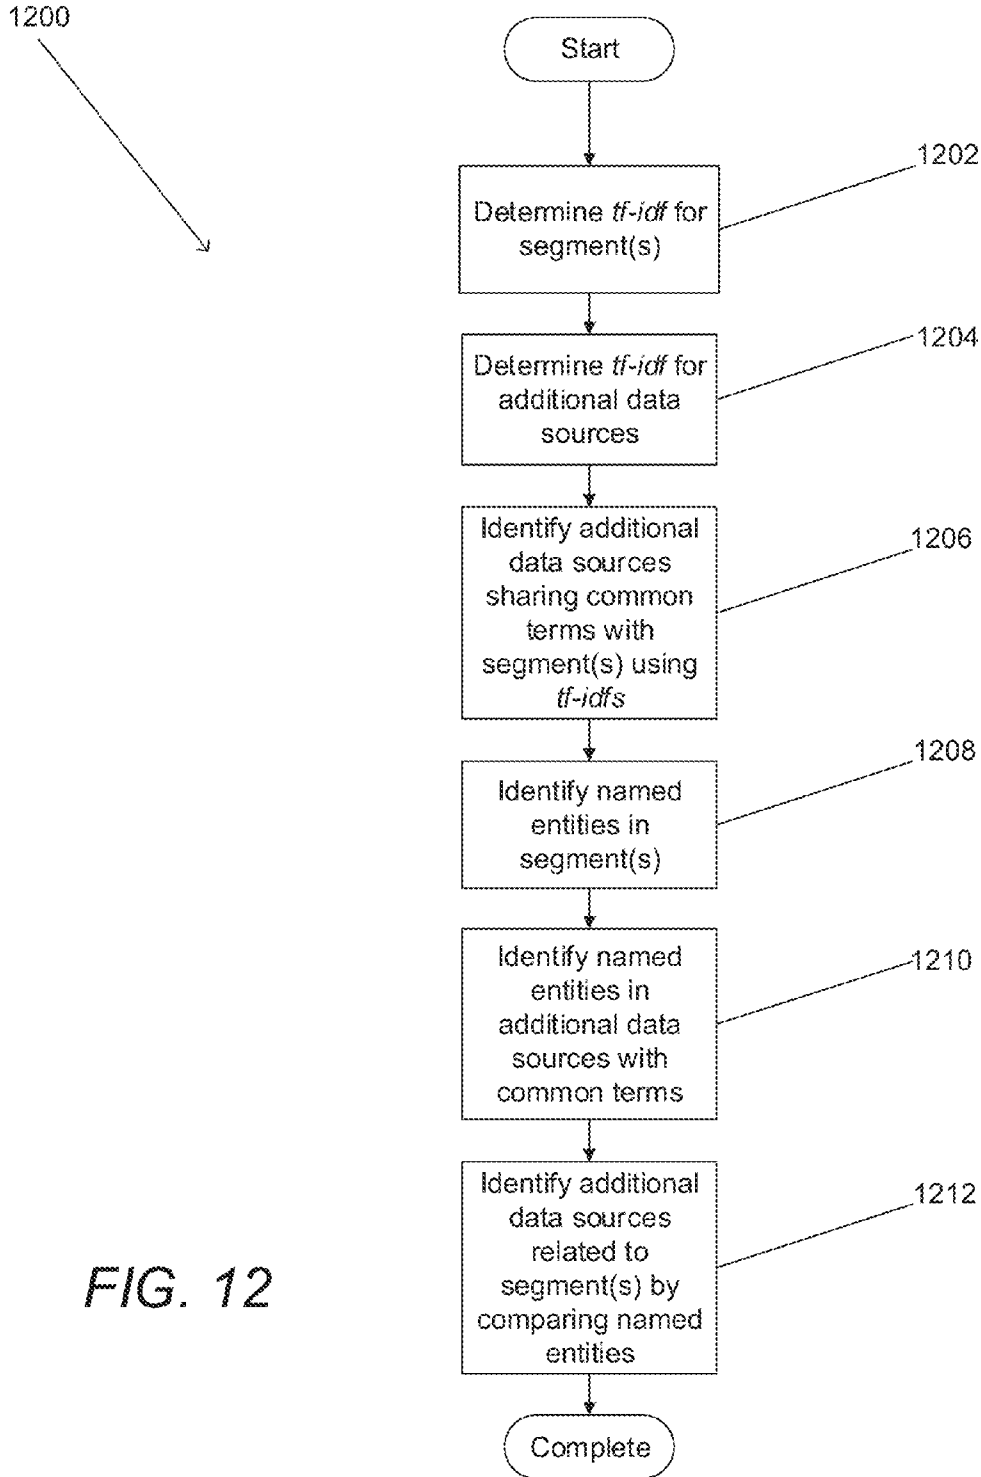 1200
Start
1202
Determine tf-idf for
segment(s)
1204
Determine tf-idf for
additional data
sources
1206
Identify additional
data sources
sharing common
terms with
segment(s) using
tf-idfs
1208
Identify named
entities in
segment(s)
1210
Identify named
entities in
additional data
sources with
common terms
1212
Identify additional
data sources
related to
segment(s) by
comparing named
entities
FIG. 12
Complete